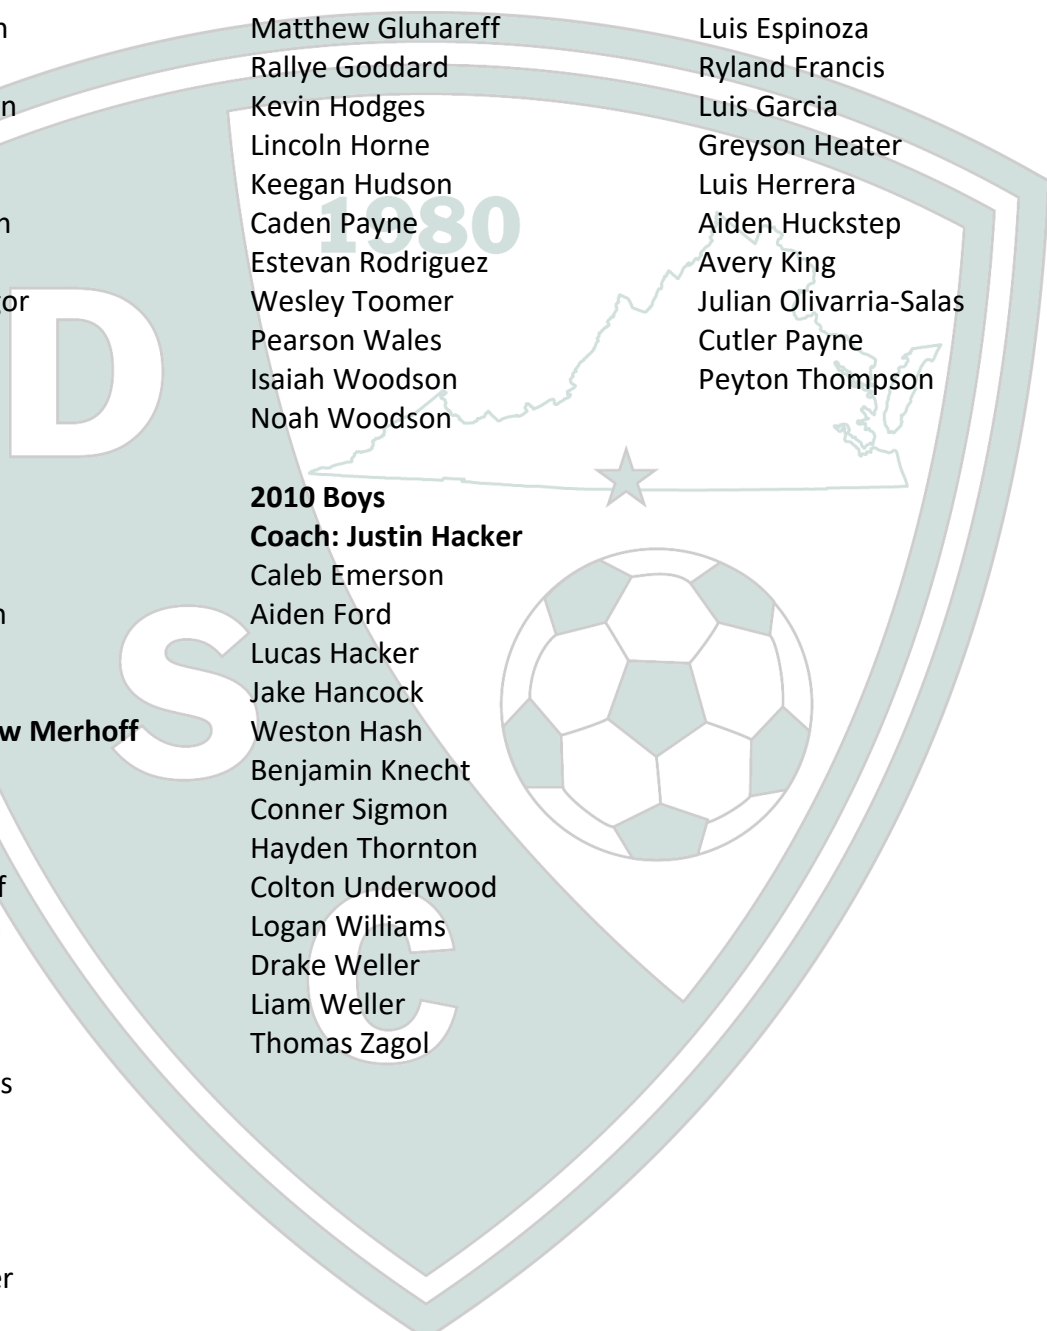 Matthew Gluhareff
Rallye Goddard
Kevin Hodges
Lincoln Horne
Keegan Hudson
Caden Payne
Estevan Rodriguez
Wesley Toomer
Pearson Wales
Isaiah Woodson
Noah Woodson
2010 Boys
Coach: Justin Hacker
Caleb Emerson
Aiden Ford
Lucas Hacker
Jake Hancock
Weston Hash
Benjamin Knecht
Conner Sigmon
Hayden Thornton
Colton Underwood
Logan Williams
Drake Weller
Liam Weller
Thomas Zagol
Luis Espinoza
Ryland Francis
Luis Garcia
Greyson Heater
Luis Herrera
Aiden Huckstep
Avery King
Julian Olivarria-Salas
Cutler Payne
Peyton Thompson
Merhoff
1980
D
S
C